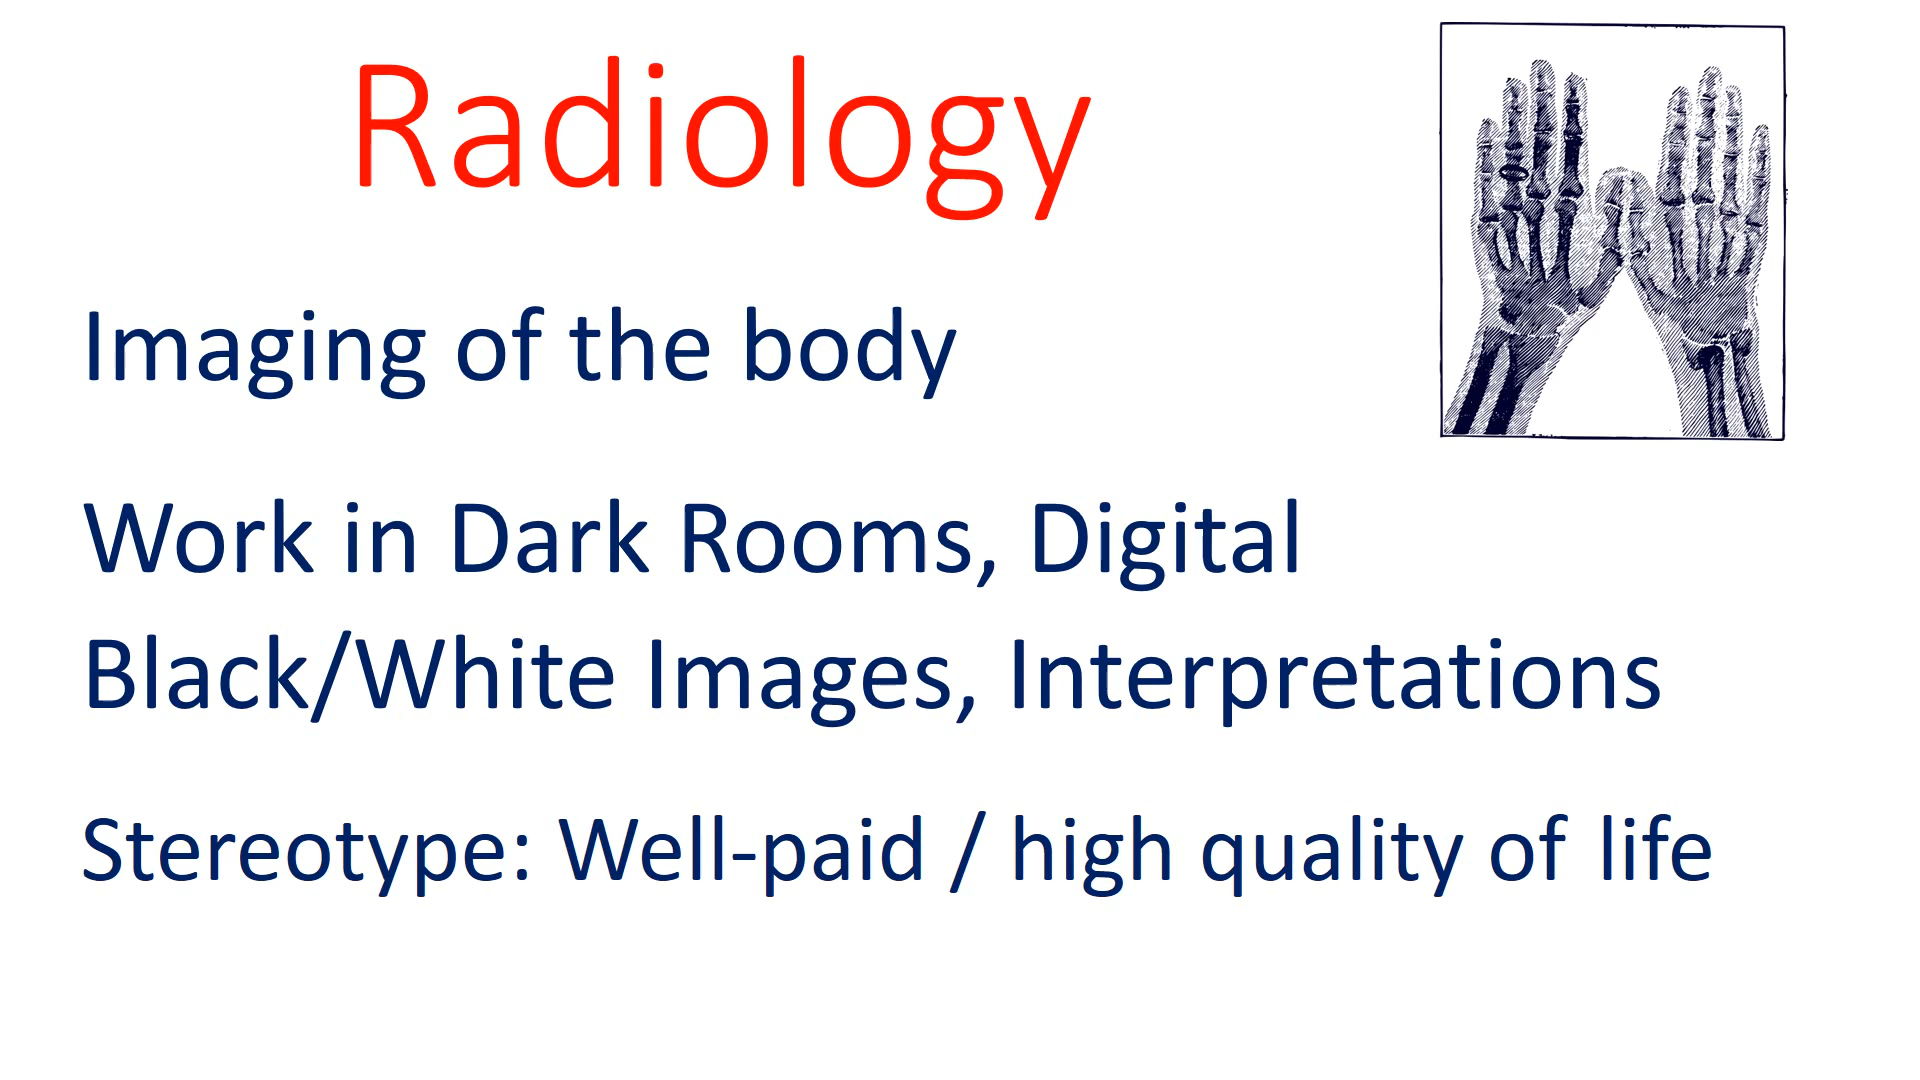 Radiology
Imaging of the body
Work in Dark Rooms, Digital
Black/White Images, Interpretations
Stereotype: Well-paid / high quality of life